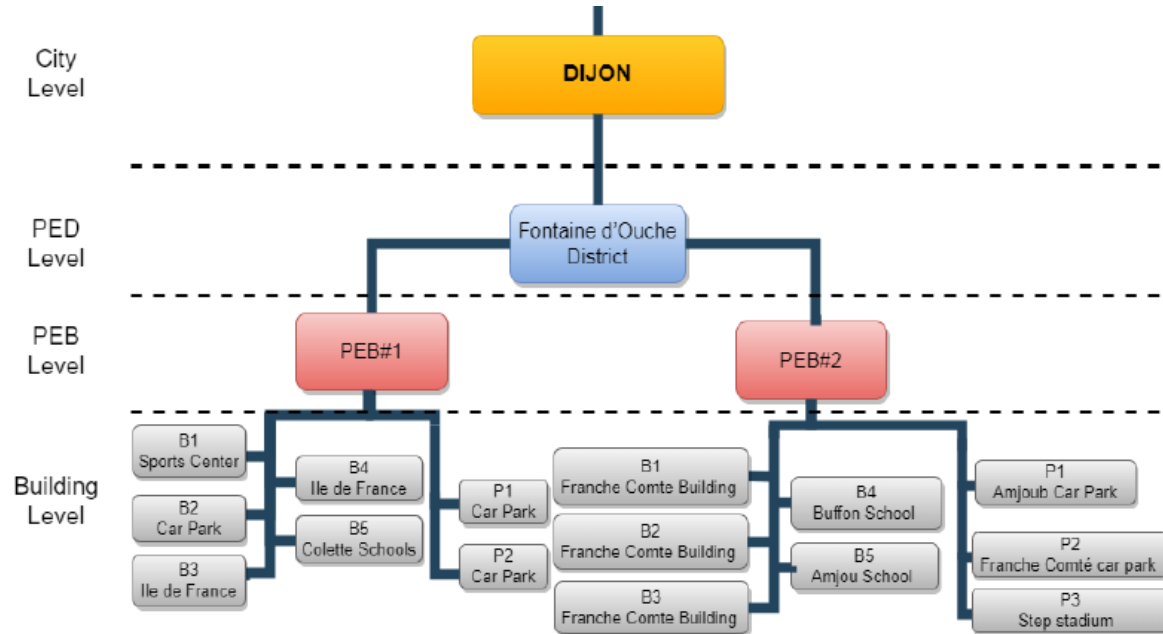 City
Level
DIJON
PED
Level
Fontaine d'Ouche
District
PEB
Level
PEB#1
PEB#2
Building
Level
B1
Sports Center
B2
Car Park
B3
Ile de France
B4
Ile de France
B5
Colette Schools
P1
Car Park
P2
Car Park
B1
Franche Comte Building
B2
Franche Comte Building
B3
Franche Comte Building
B4
Buffon School
B5
Amjou School
P1
Amjoub Car Park
P2
Franche Comté car park
P3
Step stadium